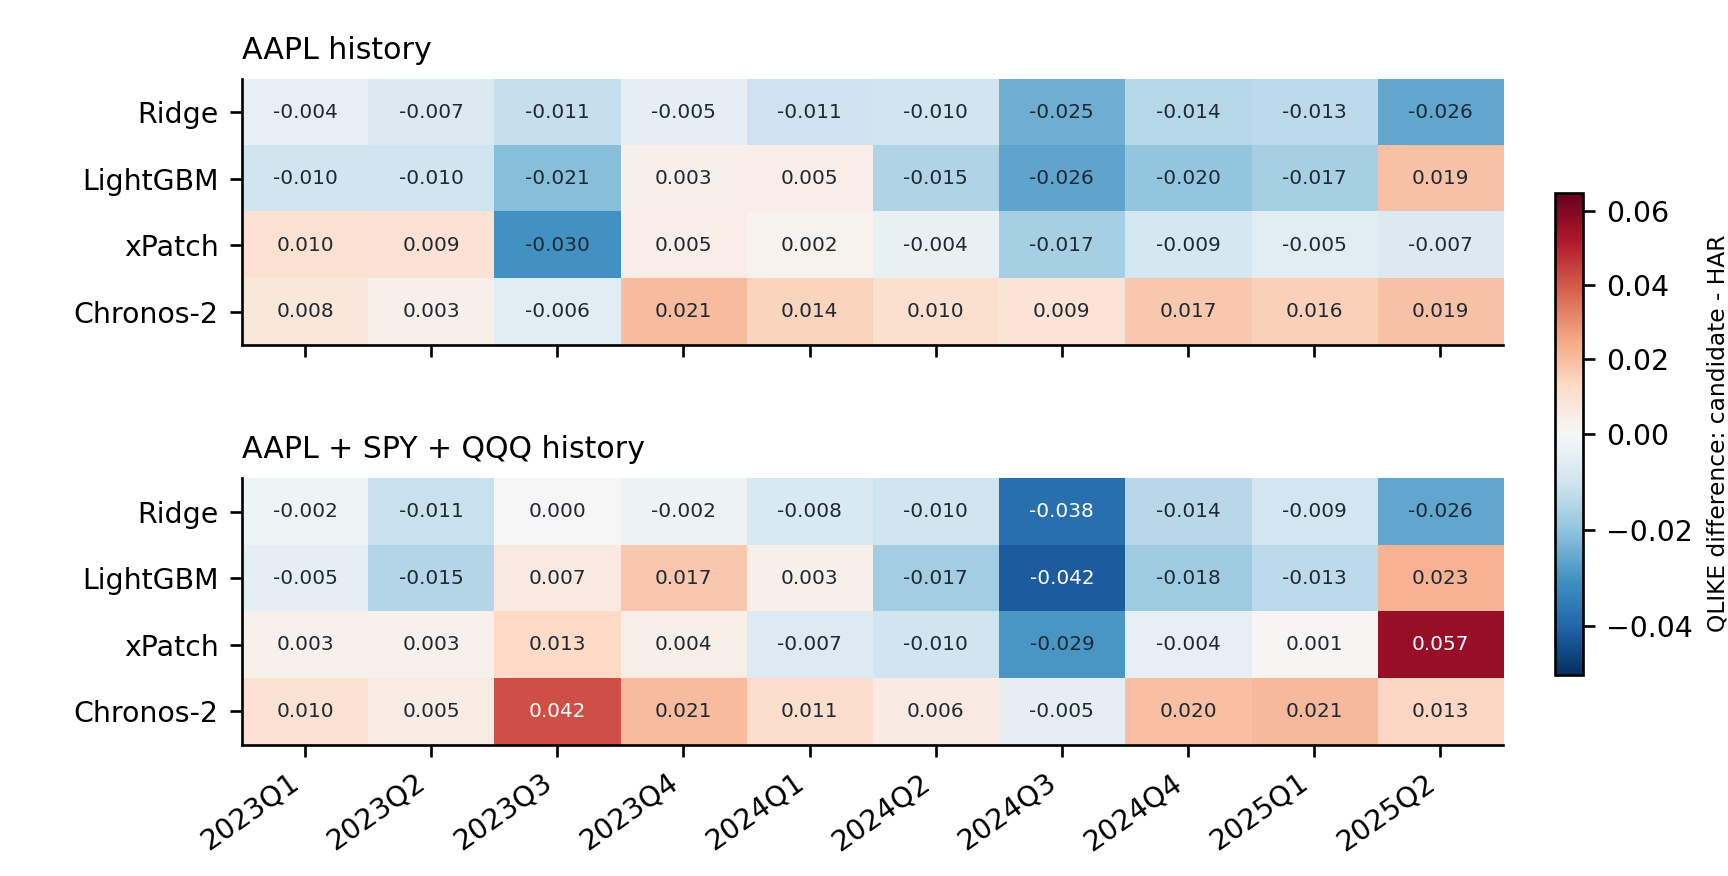 AAPL history
Ridge -0.004 -0.007 -0.011 -0.005 -0.011 -0.010 -0.025 -0.014 -0.013 -0.026
LightGBM -0.010 -0.010 -0.021 0.003 0.005 -0.015 -0.026 -0.020 -0.017 0.019
xPatch 0.010 0.009 -0.030 0.005 0.002 -0.004 -0.017 -0.009 -0.005 -0.007
Chronos-2 0.008 0.003 -0.006 0.021 0.014 0.010 0.009 0.017 0.016 0.019
AAPL + SPY + QQQ history
Ridge -0.002 -0.011 0.000 -0.002 -0.008 -0.010 -0.038 -0.014 -0.009 -0.026
LightGBM -0.005 -0.015 0.007 0.017 0.003 -0.017 -0.042 -0.018 -0.013 0.023
xPatch 0.003 0.003 0.013 0.004 -0.007 -0.010 -0.029 -0.004 0.001 0.057
Chronos-2 0.010 0.005 0.042 0.021 0.011 0.006 -0.005 0.020 0.021 0.013
2023Q1 2023Q2 2023Q3 2023Q4 2024Q1 2024Q2 2024Q3 2024Q4 2025Q1 2025Q2
0.06
0.04
0.02
0.00
−0.02
−0.04
QLIKE difference: candidate - HAR